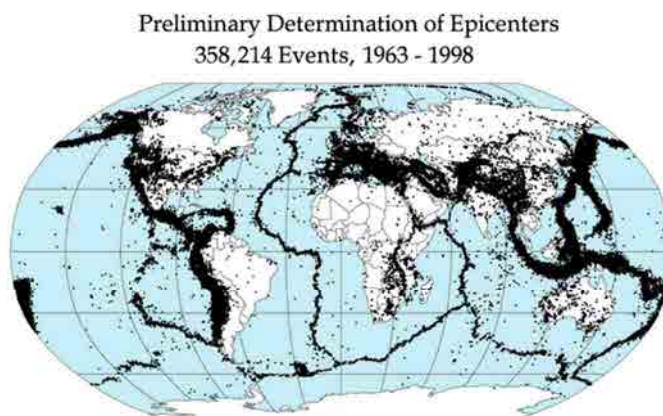 Preliminary Determination of Epicenters
358,214 Events, 1963 - 1998